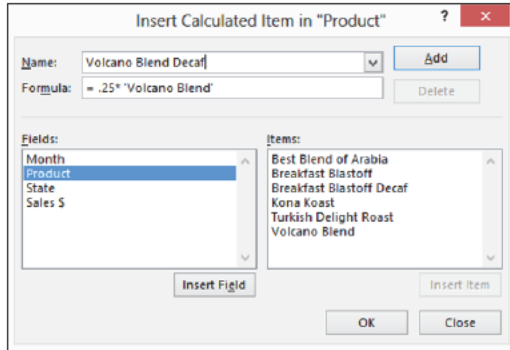 Insert Calculated Item in "Product"
? ×
Name: Volcano Blend Decaf
Add
Formula: = .25* 'Volcano Blend'
Delete
Fields:
Month
Product
State
Sales $
Insert Field
Items:
Best Blend of Arabia
Breakfast Blastoff
Breakfast Blastoff Decaf
Kona Koast
Turkish Delight Roast
Volcano Blend
Insert Item
OK
Close